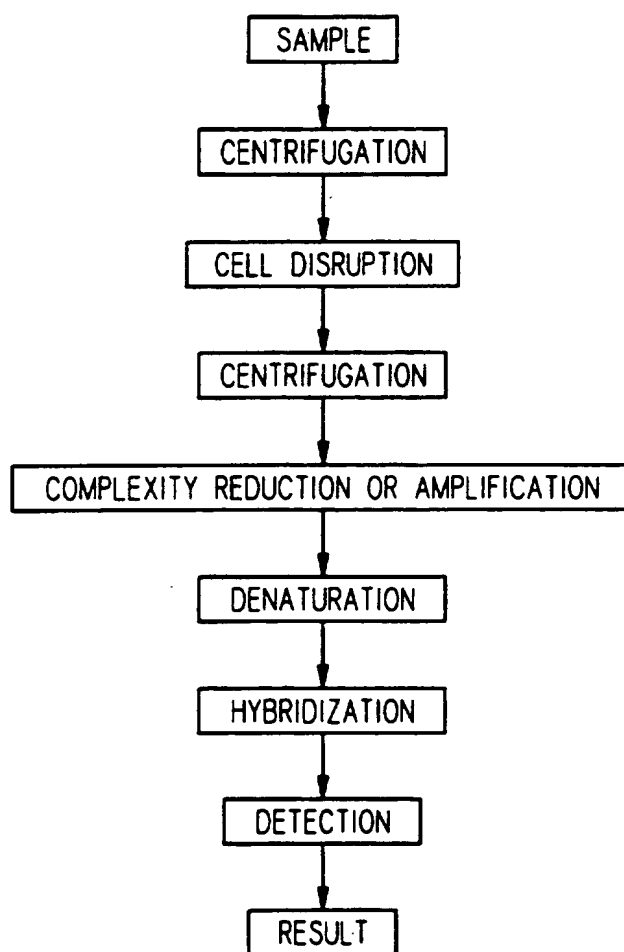 SAMPLE
CENTRIFUGATION
CELL DISRUPTION
CENTRIFUGATION
COMPLEXITY REDUCTION OR AMPLIFICATION
DENATURATION
HYBRIDIZATION
DETECTION
RESULT